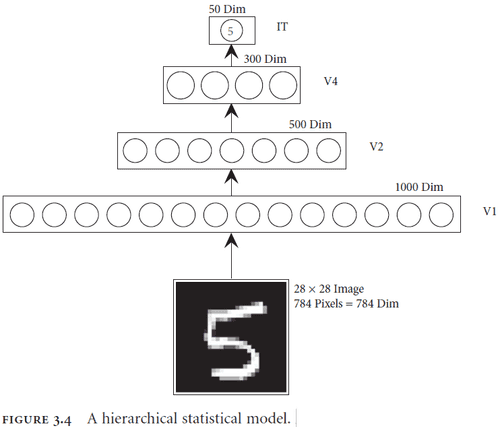 50 Dim
IT
5
300 Dim
V4
500 Dim
V2
1000 Dim
V1
28 × 28 Image
784 Pixels = 784 Dim
5
FIGURE 3.4 A hierarchical statistical model.